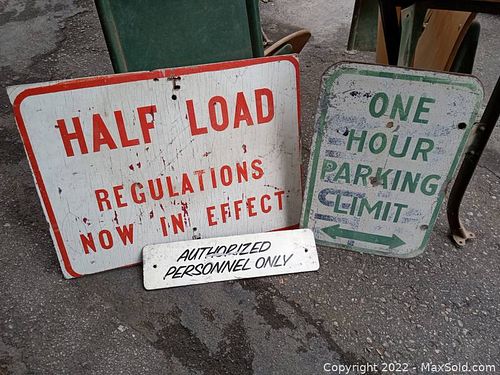 HALF LOAD
REGULATIONS
NOW IN EFFECT
ONE
HOUR
PARKING
LIMIT
AUTHORIZED
PERSONNEL ONLY
Copyright 2022 - MaxSold.com